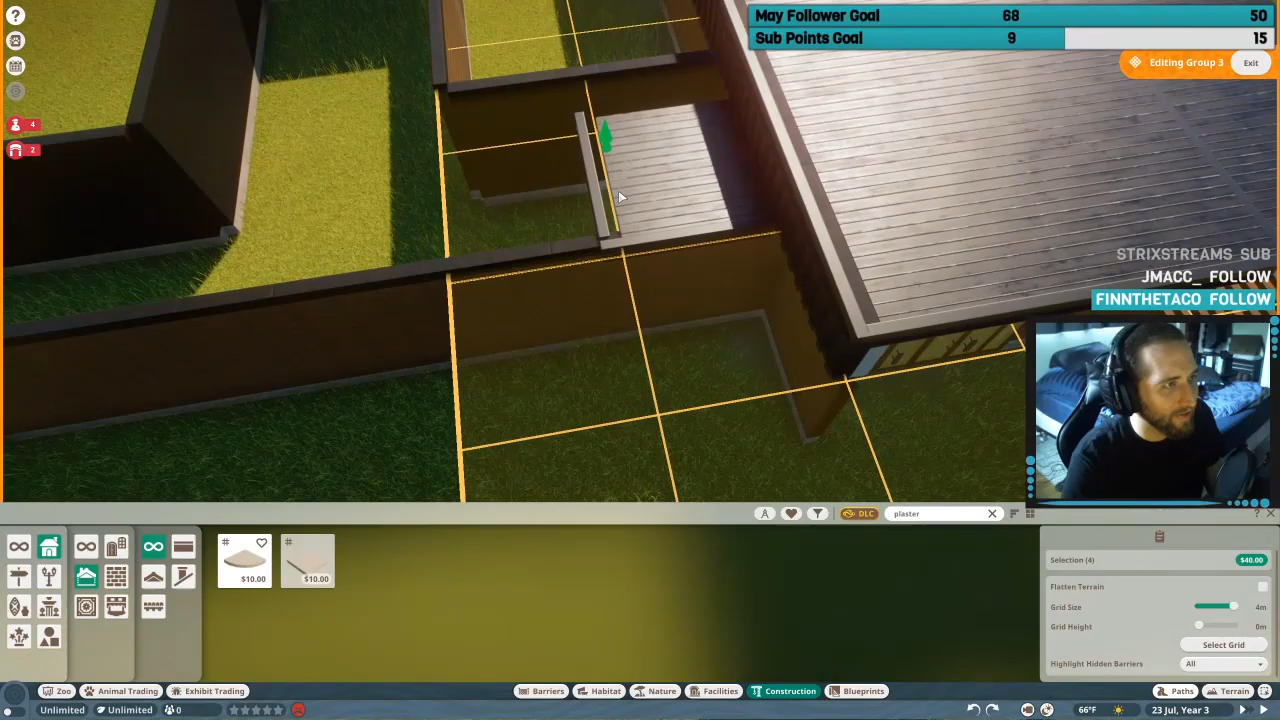 May Follower Goal 68 50
Sub Points Goal 9 15
Editing Group 3 Exit
?
4
2
STRIXSTREAMS SUB
JMACC_ FOLLOW
FINNTHETACO FOLLOW
A DLC plaster
$10.00 $10.00
Selection (4) $40.00
Flatten Terrain
Grid Size 4m
Grid Height 0m
Select Grid
Highlight Hidden Barriers All
Zoo Animal Trading Exhibit Trading Barriers Habitat Nature Facilities Construction Blueprints Paths Terrain
Unlimited Unlimited 0 66°F 23 Jul, Year 3